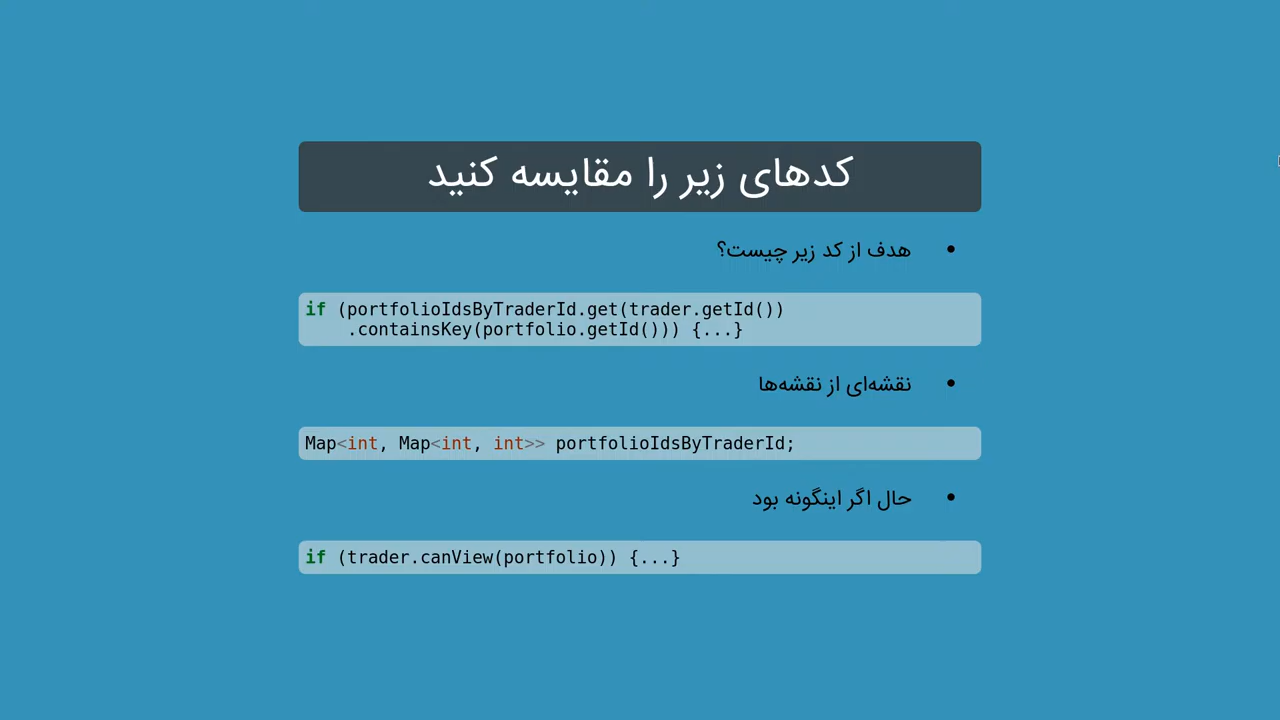 کدهای زیر را مقایسه کنید
• هدف از کد زیر چیست؟
if (portfolioIdsByTraderId.get(trader.getId())
    .containsKey(portfolio.getId())) {...}
• نقشه‌ای از نقشه‌ها
Map<int, Map<int, int>> portfolioIdsByTraderId;
• حال اگر اینگونه بود
if (trader.canView(portfolio)) {...}